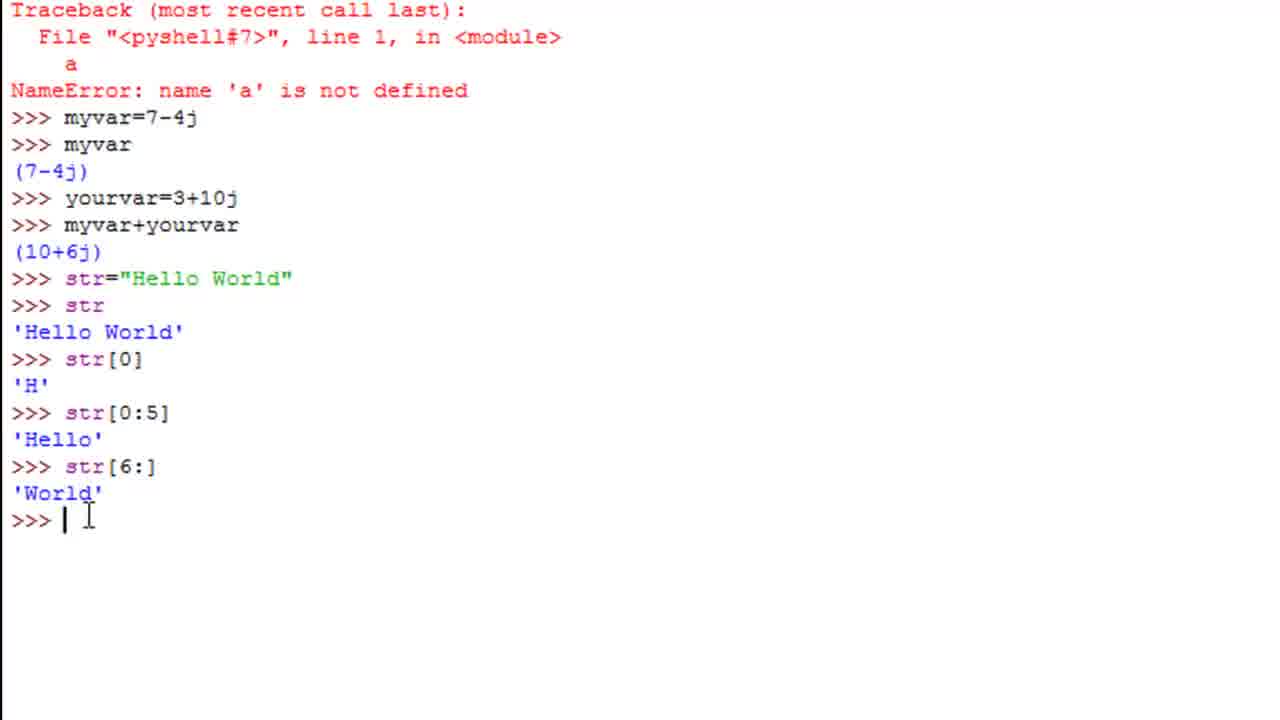 Traceback (most recent call last):
File "<pyshell#7>", line 1, in <module>
a
NameError: name 'a' is not defined
>>> myvar=7-4j
>>> myvar
(7-4j)
>>> yourvar=3+10j
>>> myvar+yourvar
(10+6j)
>>> str="Hello World"
>>> str
'Hello World'
>>> str[0]
'H'
>>> str[0:5]
'Hello'
>>> str[6:]
'World'
>>>